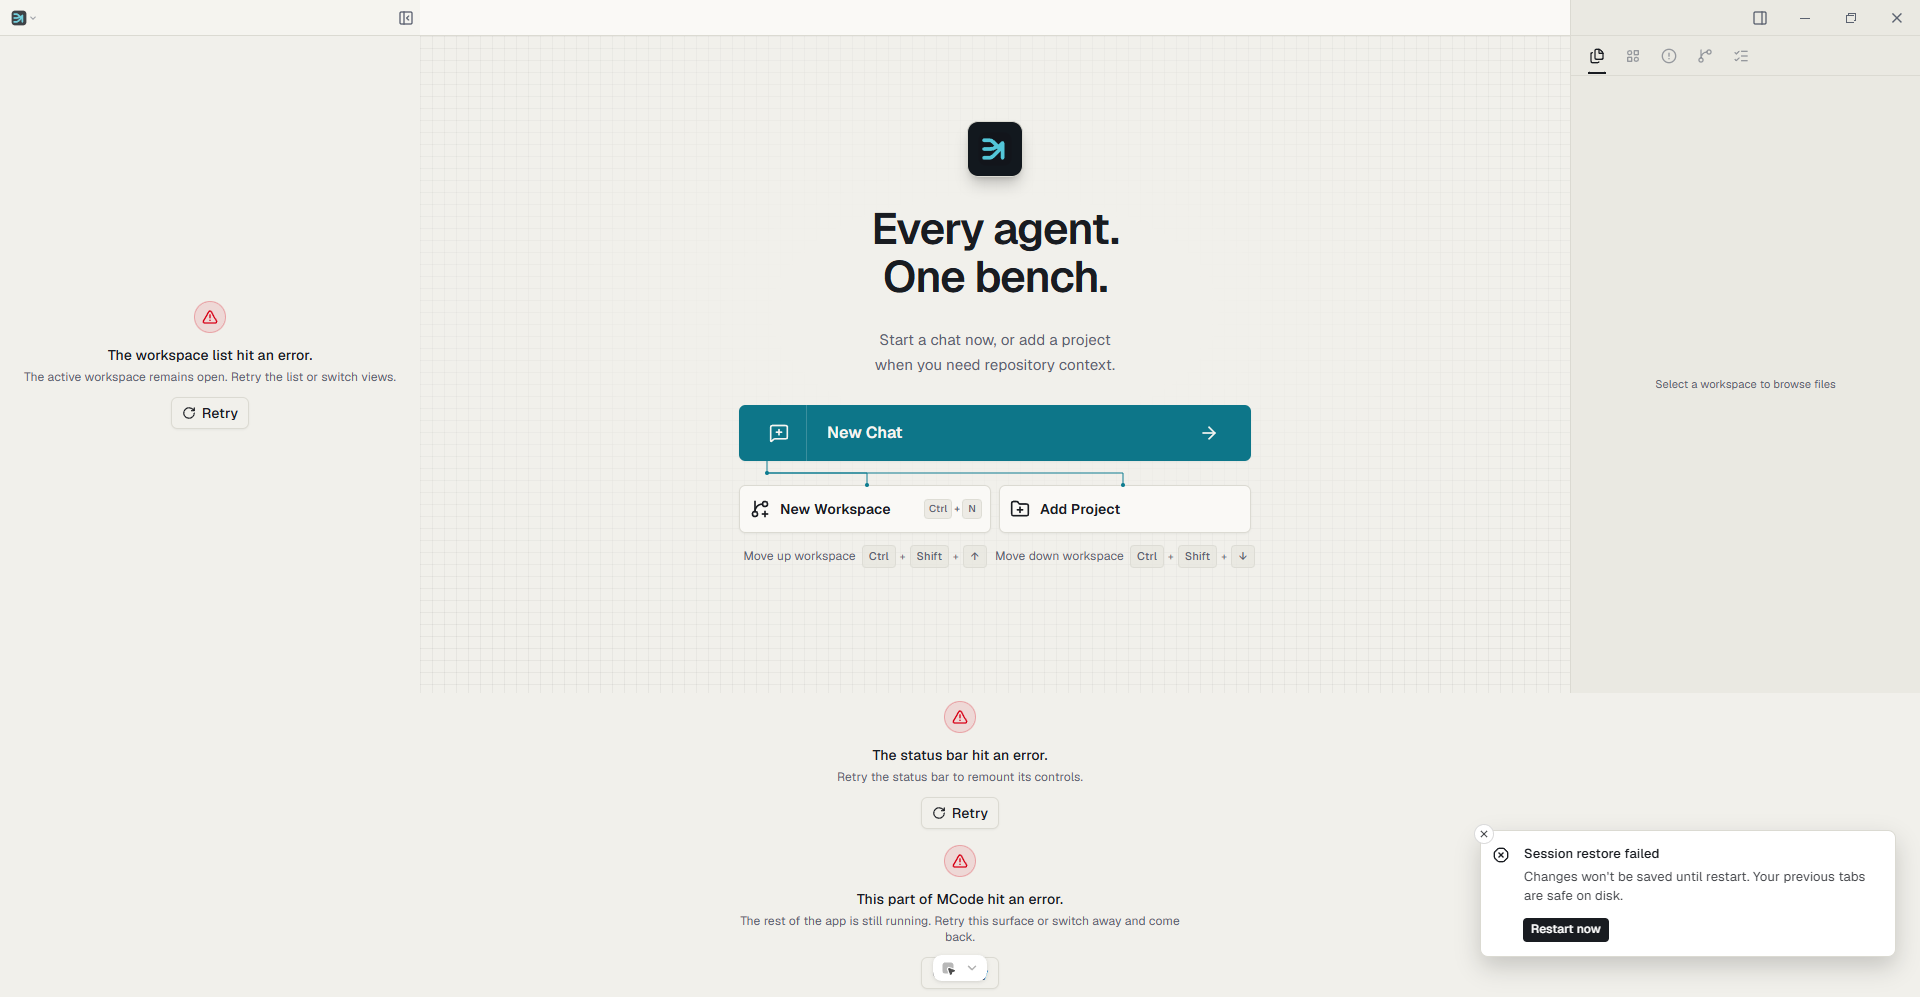 The workspace list hit an error.
The active workspace remains open. Retry the list or switch views.
Retry
Every agent.
One bench.
Start a chat now, or add a project
when you need repository context.
New Chat
New Workspace Ctrl + N
Add Project
Move up workspace Ctrl + Shift + ↑ Move down workspace Ctrl + Shift + ↓
Select a workspace to browse files
The status bar hit an error.
Retry the status bar to remount its controls.
Retry
This part of MCode hit an error.
The rest of the app is still running. Retry this surface or switch away and come
back.
Session restore failed
Changes won't be saved until restart. Your previous tabs
are safe on disk.
Restart now